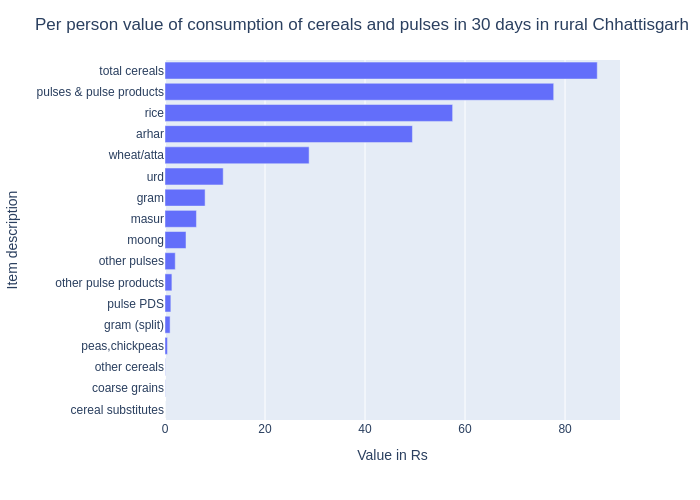 Per person value of consumption of cereals and pulses in 30 days in rural Chhattisgarh
total cereals
pulses & pulse products
rice
arhar
wheat/atta
urd
gram
masur
moong
other pulses
other pulse products
pulse PDS
gram (split)
peas,chickpeas
other cereals
coarse grains
cereal substitutes
0 20 40 60 80
Value in Rs
Item description